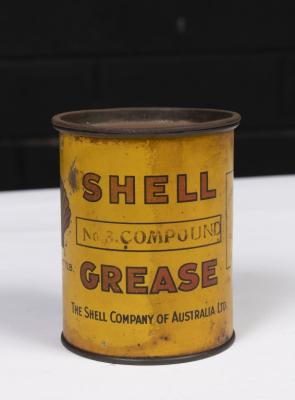 SHELL
No.3. COMPOUND
GREASE
THE SHELL COMPANY OF AUSTRALIA LTD.